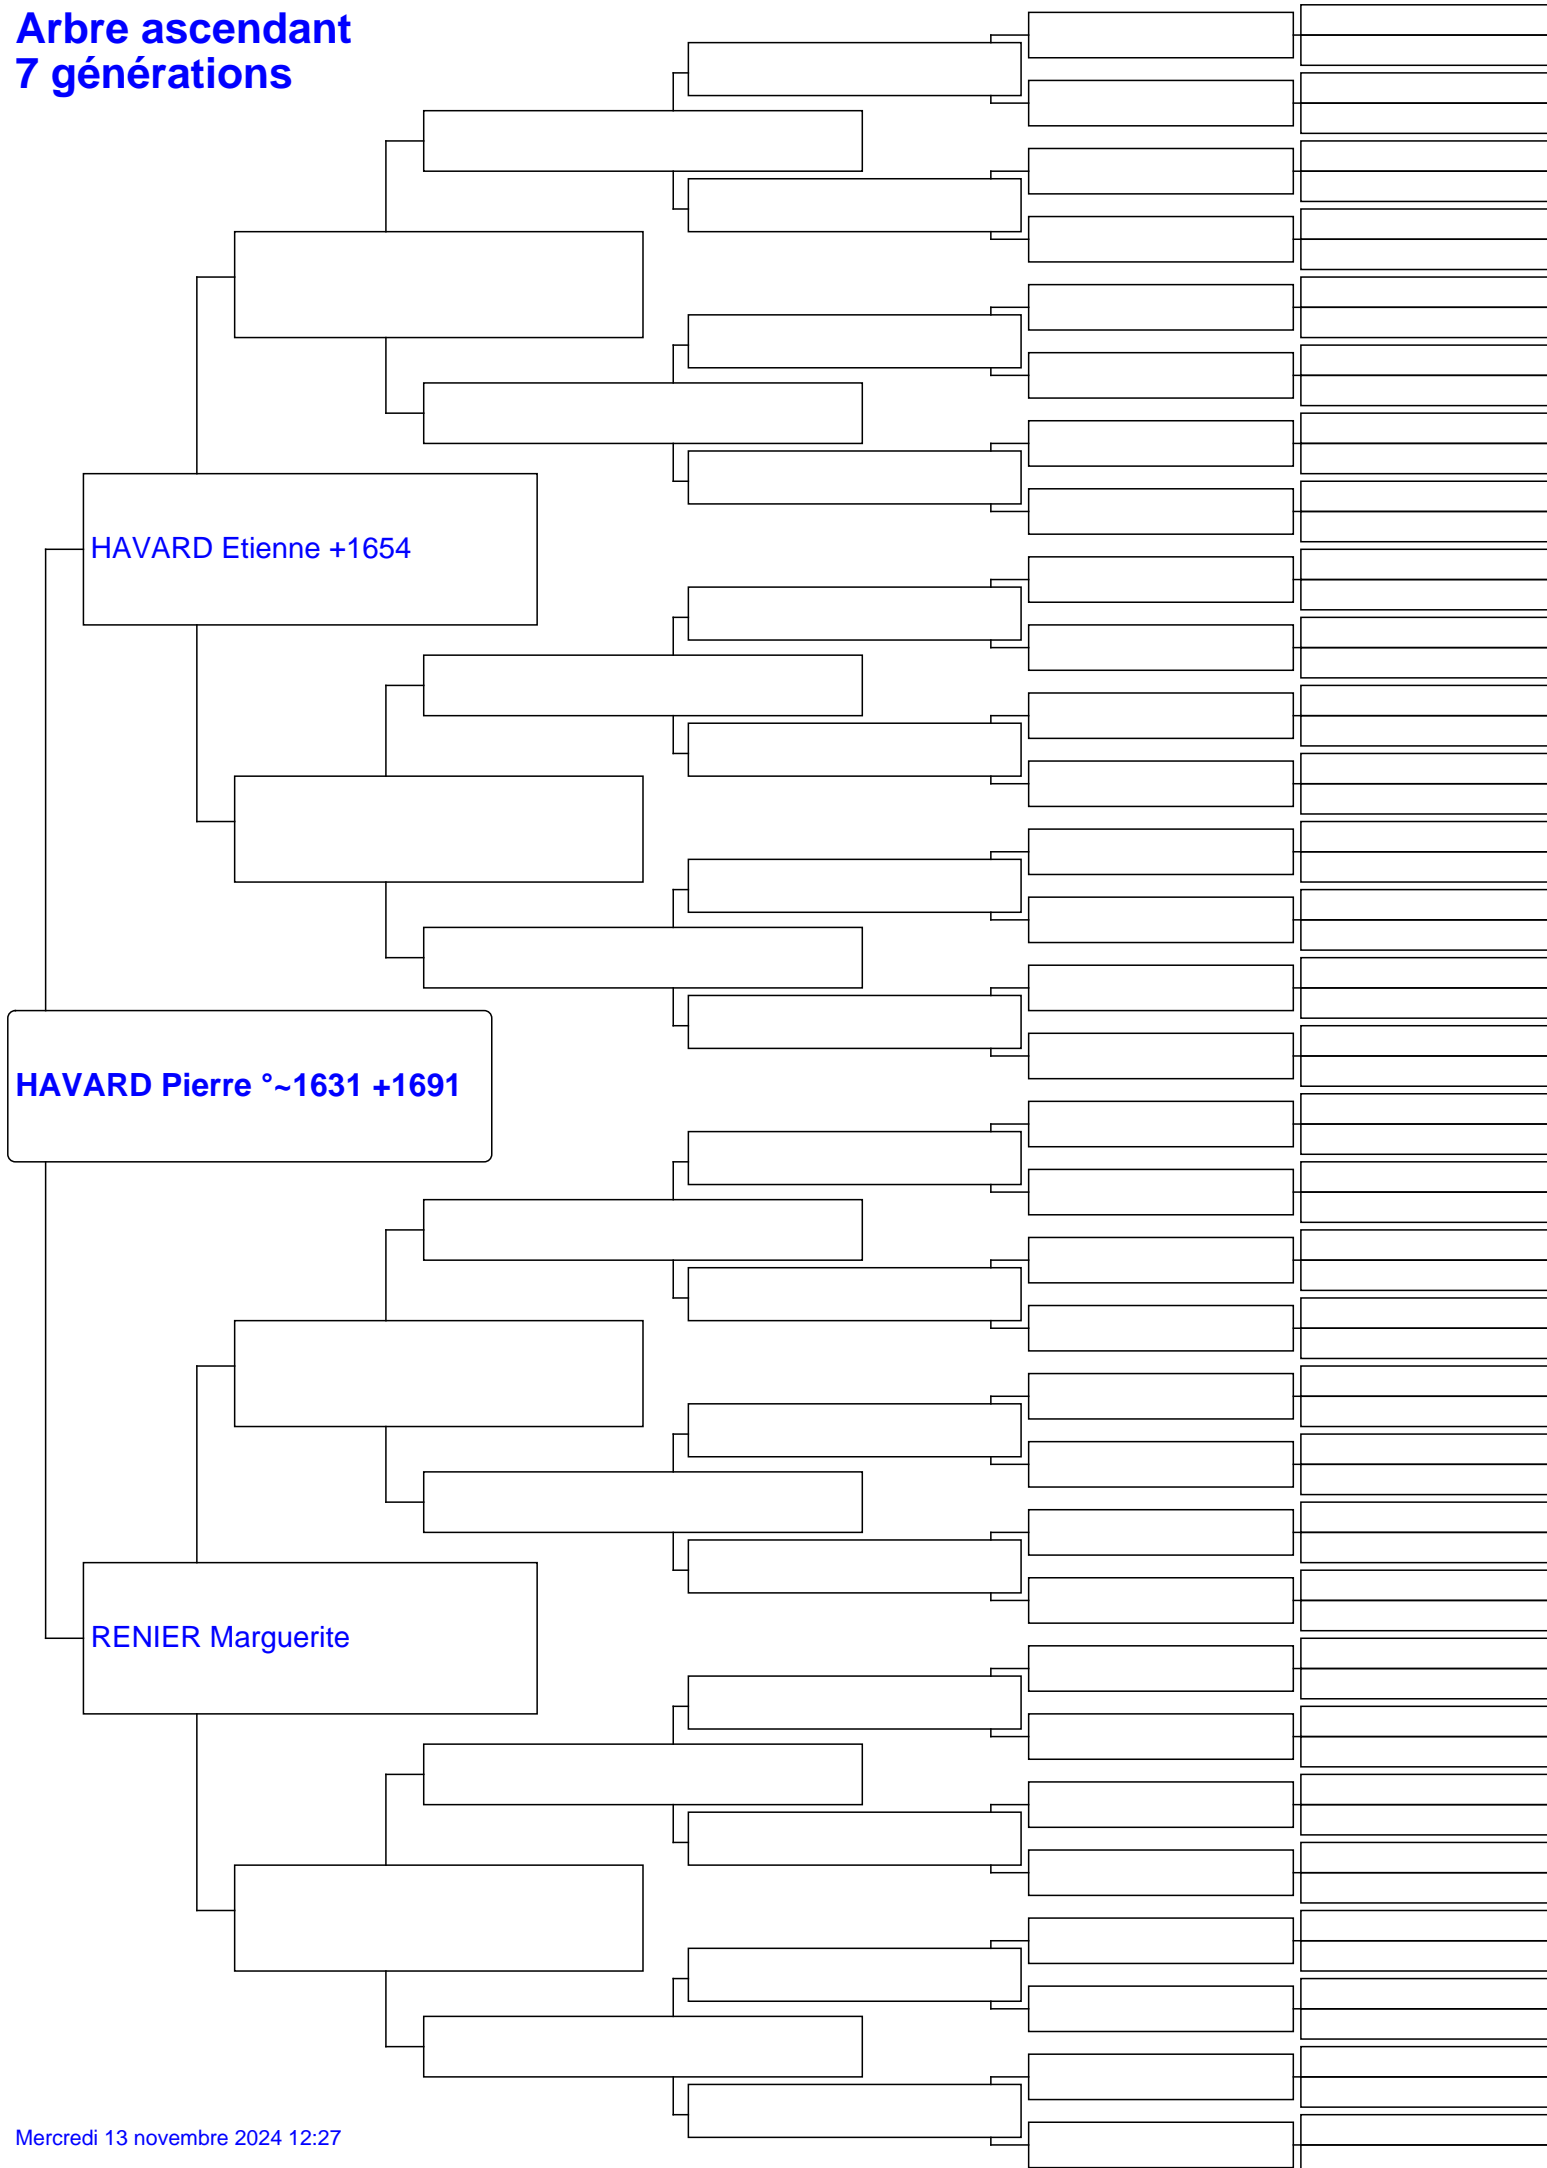 Arbre ascendant
7 générations
HAVARD Etienne +1654
HAVARD Pierre °~1631 +1691
RENIER Marguerite
Mercredi 13 novembre 2024 12:27